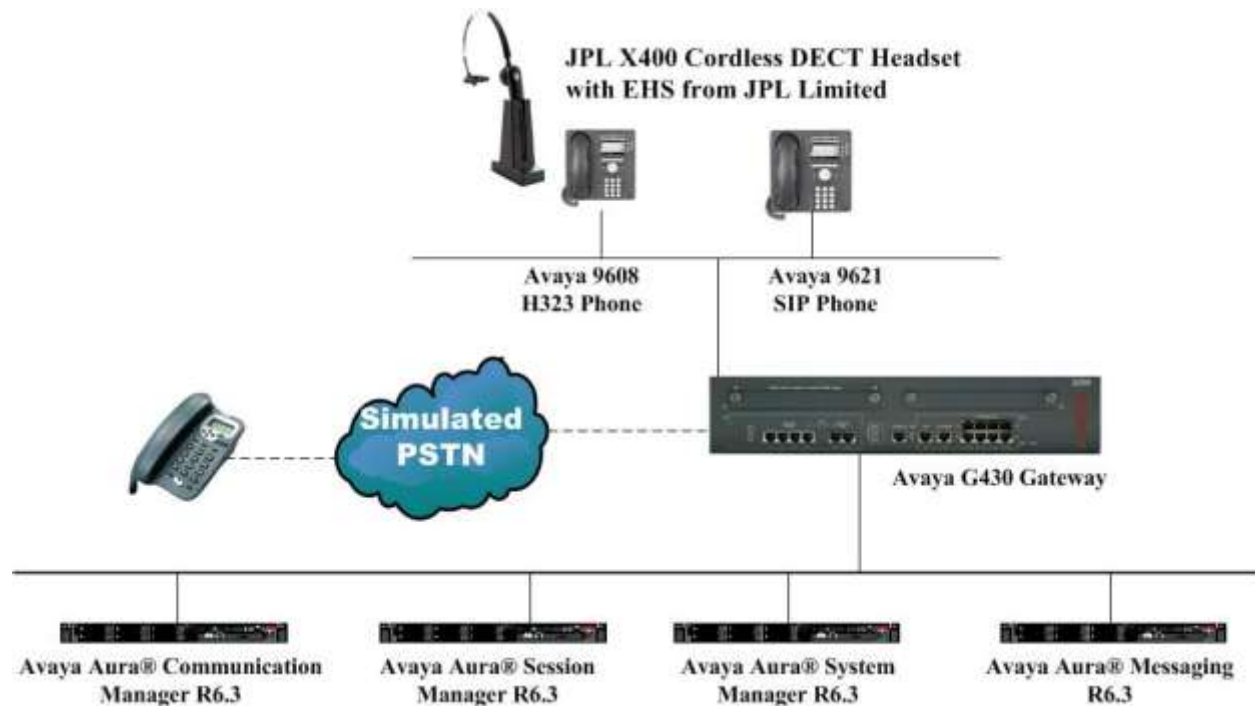 JPL X400 Cordless DECT Headset
with EHS from JPL Limited
Avaya 9608
H323 Phone
Avaya 9621
SIP Phone
Simulated
PSTN
Avaya G430 Gateway
Avaya Aura® Communication
Manager R6.3
Avaya Aura® Session
Manager R6.3
Avaya Aura® System
Manager R6.3
Avaya Aura® Messaging
R6.3